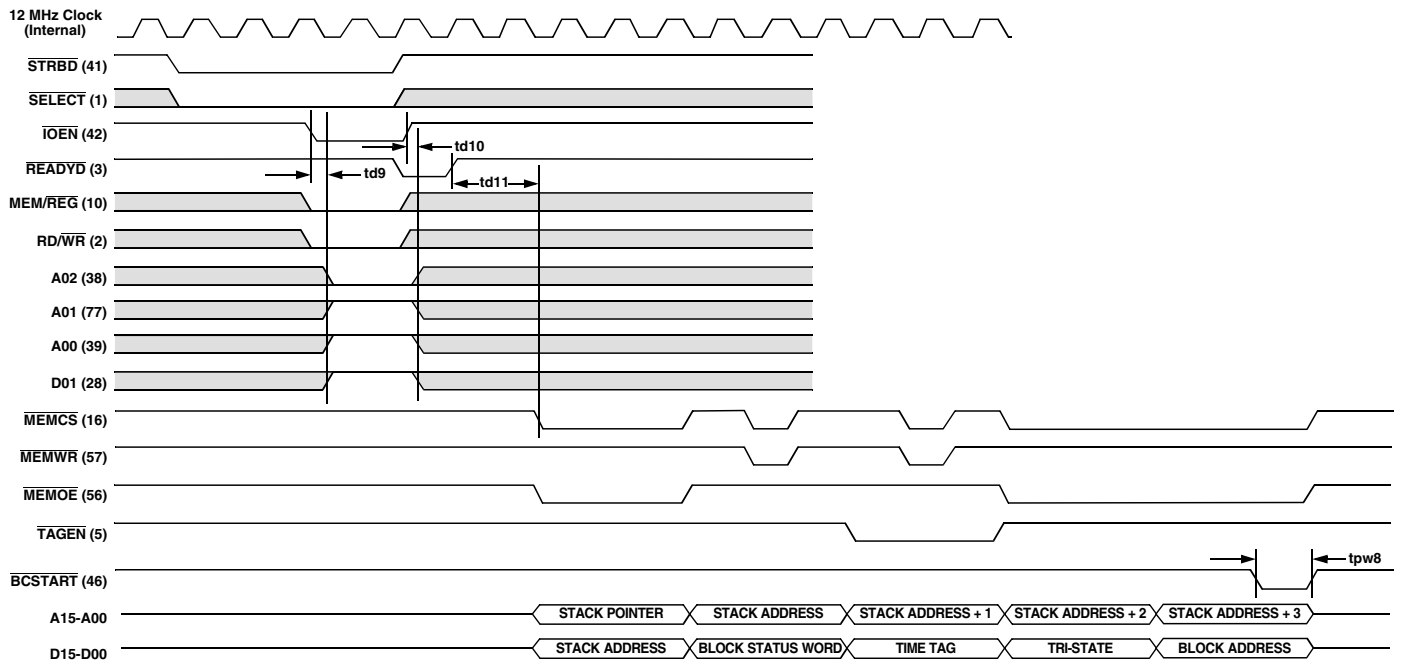 12 MHz Clock
(Internal)
STRBD (41)
SELECT (1)
IOEN (42)
td10
READYD (3)
td9
td11
MEM/REG (10)
RD/WR (2)
A02 (38)
A01 (77)
A00 (39)
D01 (28)
MEMCS (16)
MEMWR (57)
MEMOE (56)
TAGEN (5)
tpw8
BCSTART (46)
A15-A00 STACK POINTER STACK ADDRESS STACK ADDRESS + 1 STACK ADDRESS + 2 STACK ADDRESS + 3
D15-D00 STACK ADDRESS BLOCK STATUS WORD TIME TAG TRI-STATE BLOCK ADDRESS